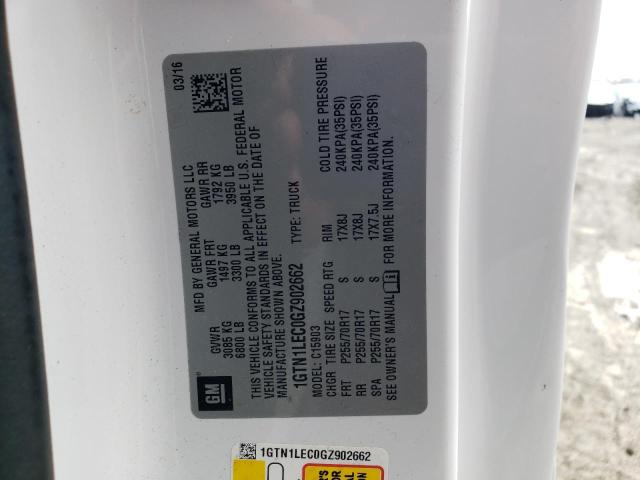 03/16
MFD BY GENERAL MOTORS LLC
GVWR GAWR FRT GAWR RR
3085 KG 1497 KG 1792 KG
6800 LB 3300 LB 3950 LB
THIS VEHICLE CONFORMS TO ALL APPLICABLE U.S. FEDERAL MOTOR
VEHICLE SAFETY STANDARDS IN EFFECT ON THE DATE OF
MANUFACTURE SHOWN ABOVE.
1GTN1LEC0GZ902662 TYPE: TRUCK
MODEL: C15903
CHGR TIRE SIZE SPEED RTG RIM COLD TIRE PRESSURE
FRT P255/70R17 S 17X8J 240KPA(35PSI)
RR P255/70R17 S 17X8J 240KPA(35PSI)
SPA P255/70R17 S 17X7.5J 240KPA(35PSI)
SEE OWNER'S MANUAL FOR MORE INFORMATION.
GM
1GTN1LEC0GZ902662